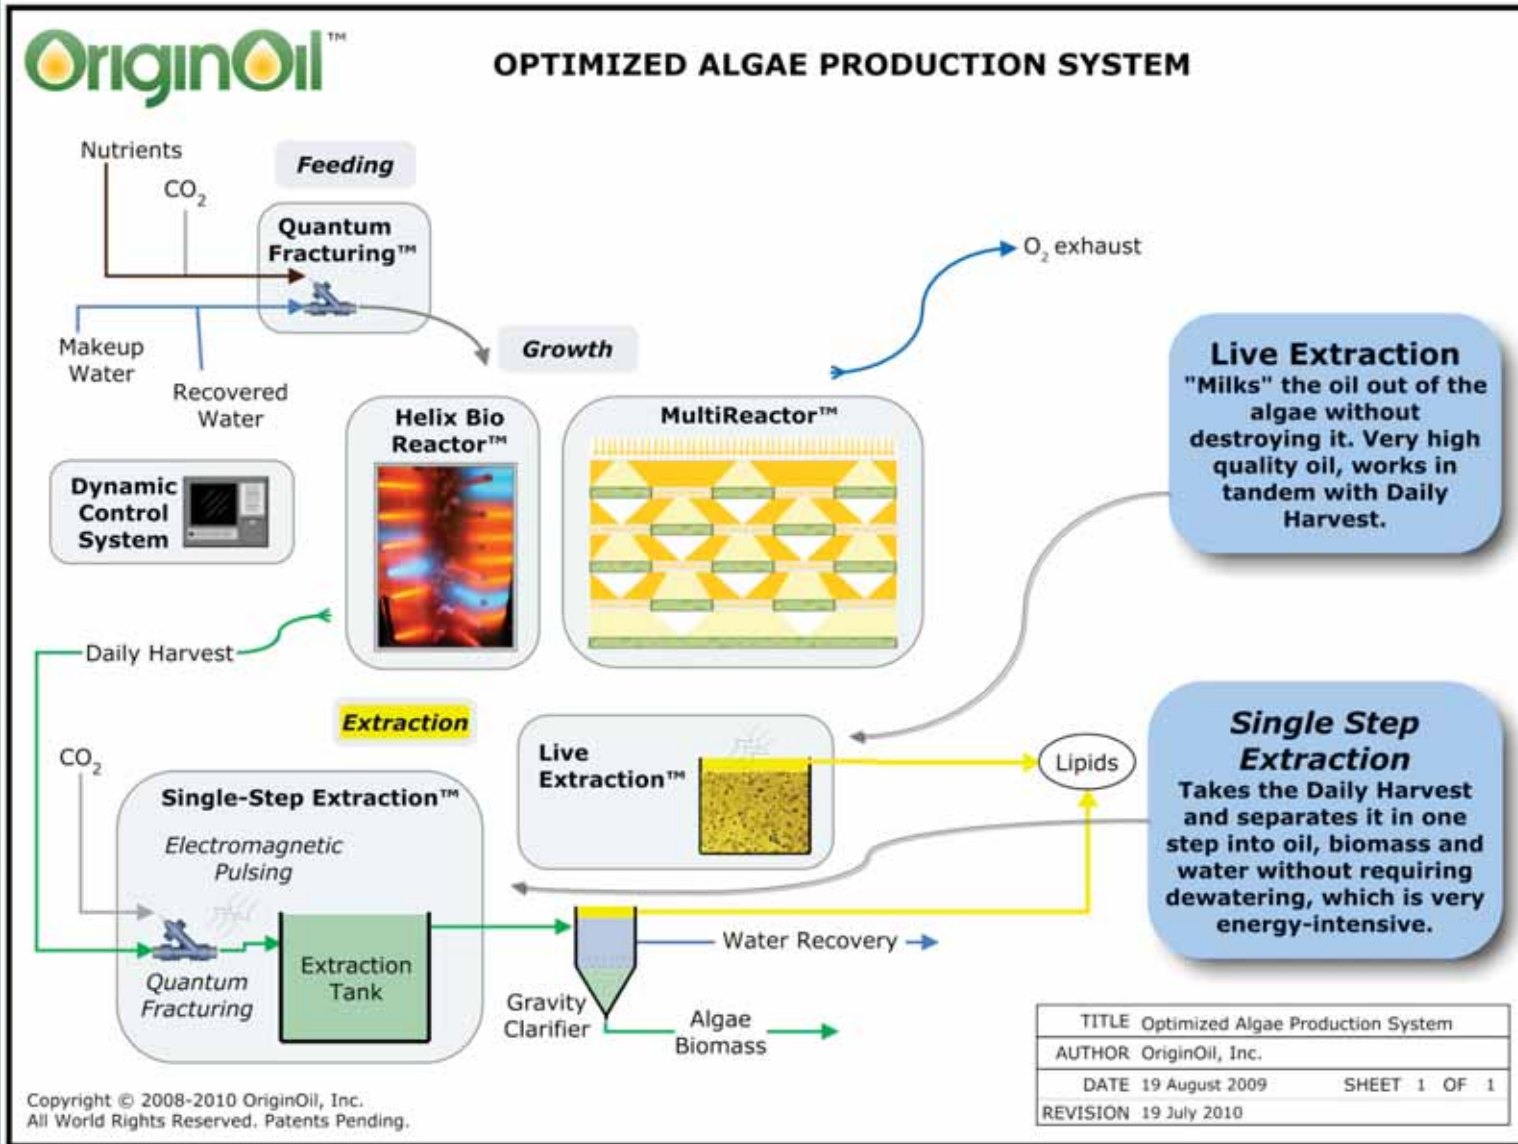 OriginOil™
OPTIMIZED ALGAE PRODUCTION SYSTEM
Nutrients
CO₂
Feeding
Quantum
Fracturing™
Makeup
Water
Recovered
Water
Growth
O₂ exhaust
Live Extraction
"Milks" the oil out of the
algae without
destroying it. Very high
quality oil, works in
tandem with Daily
Harvest.
Helix Bio
Reactor™
MultiReactor™
Dynamic
Control
System
Daily Harvest
Extraction
CO₂
Single-Step Extraction™
Electromagnetic
Pulsing
Quantum
Fracturing
Extraction
Tank
Live
Extraction™
Lipids
Single Step
Extraction
Takes the Daily Harvest
and separates it in one
step into oil, biomass and
water without requiring
dewatering, which is very
energy-intensive.
Water Recovery
Gravity
Clarifier
Algae
Biomass
TITLE Optimized Algae Production System
AUTHOR OriginOil, Inc.
DATE 19 August 2009 SHEET 1 OF 1
REVISION 19 July 2010
Copyright © 2008-2010 OriginOil, Inc.
All World Rights Reserved. Patents Pending.